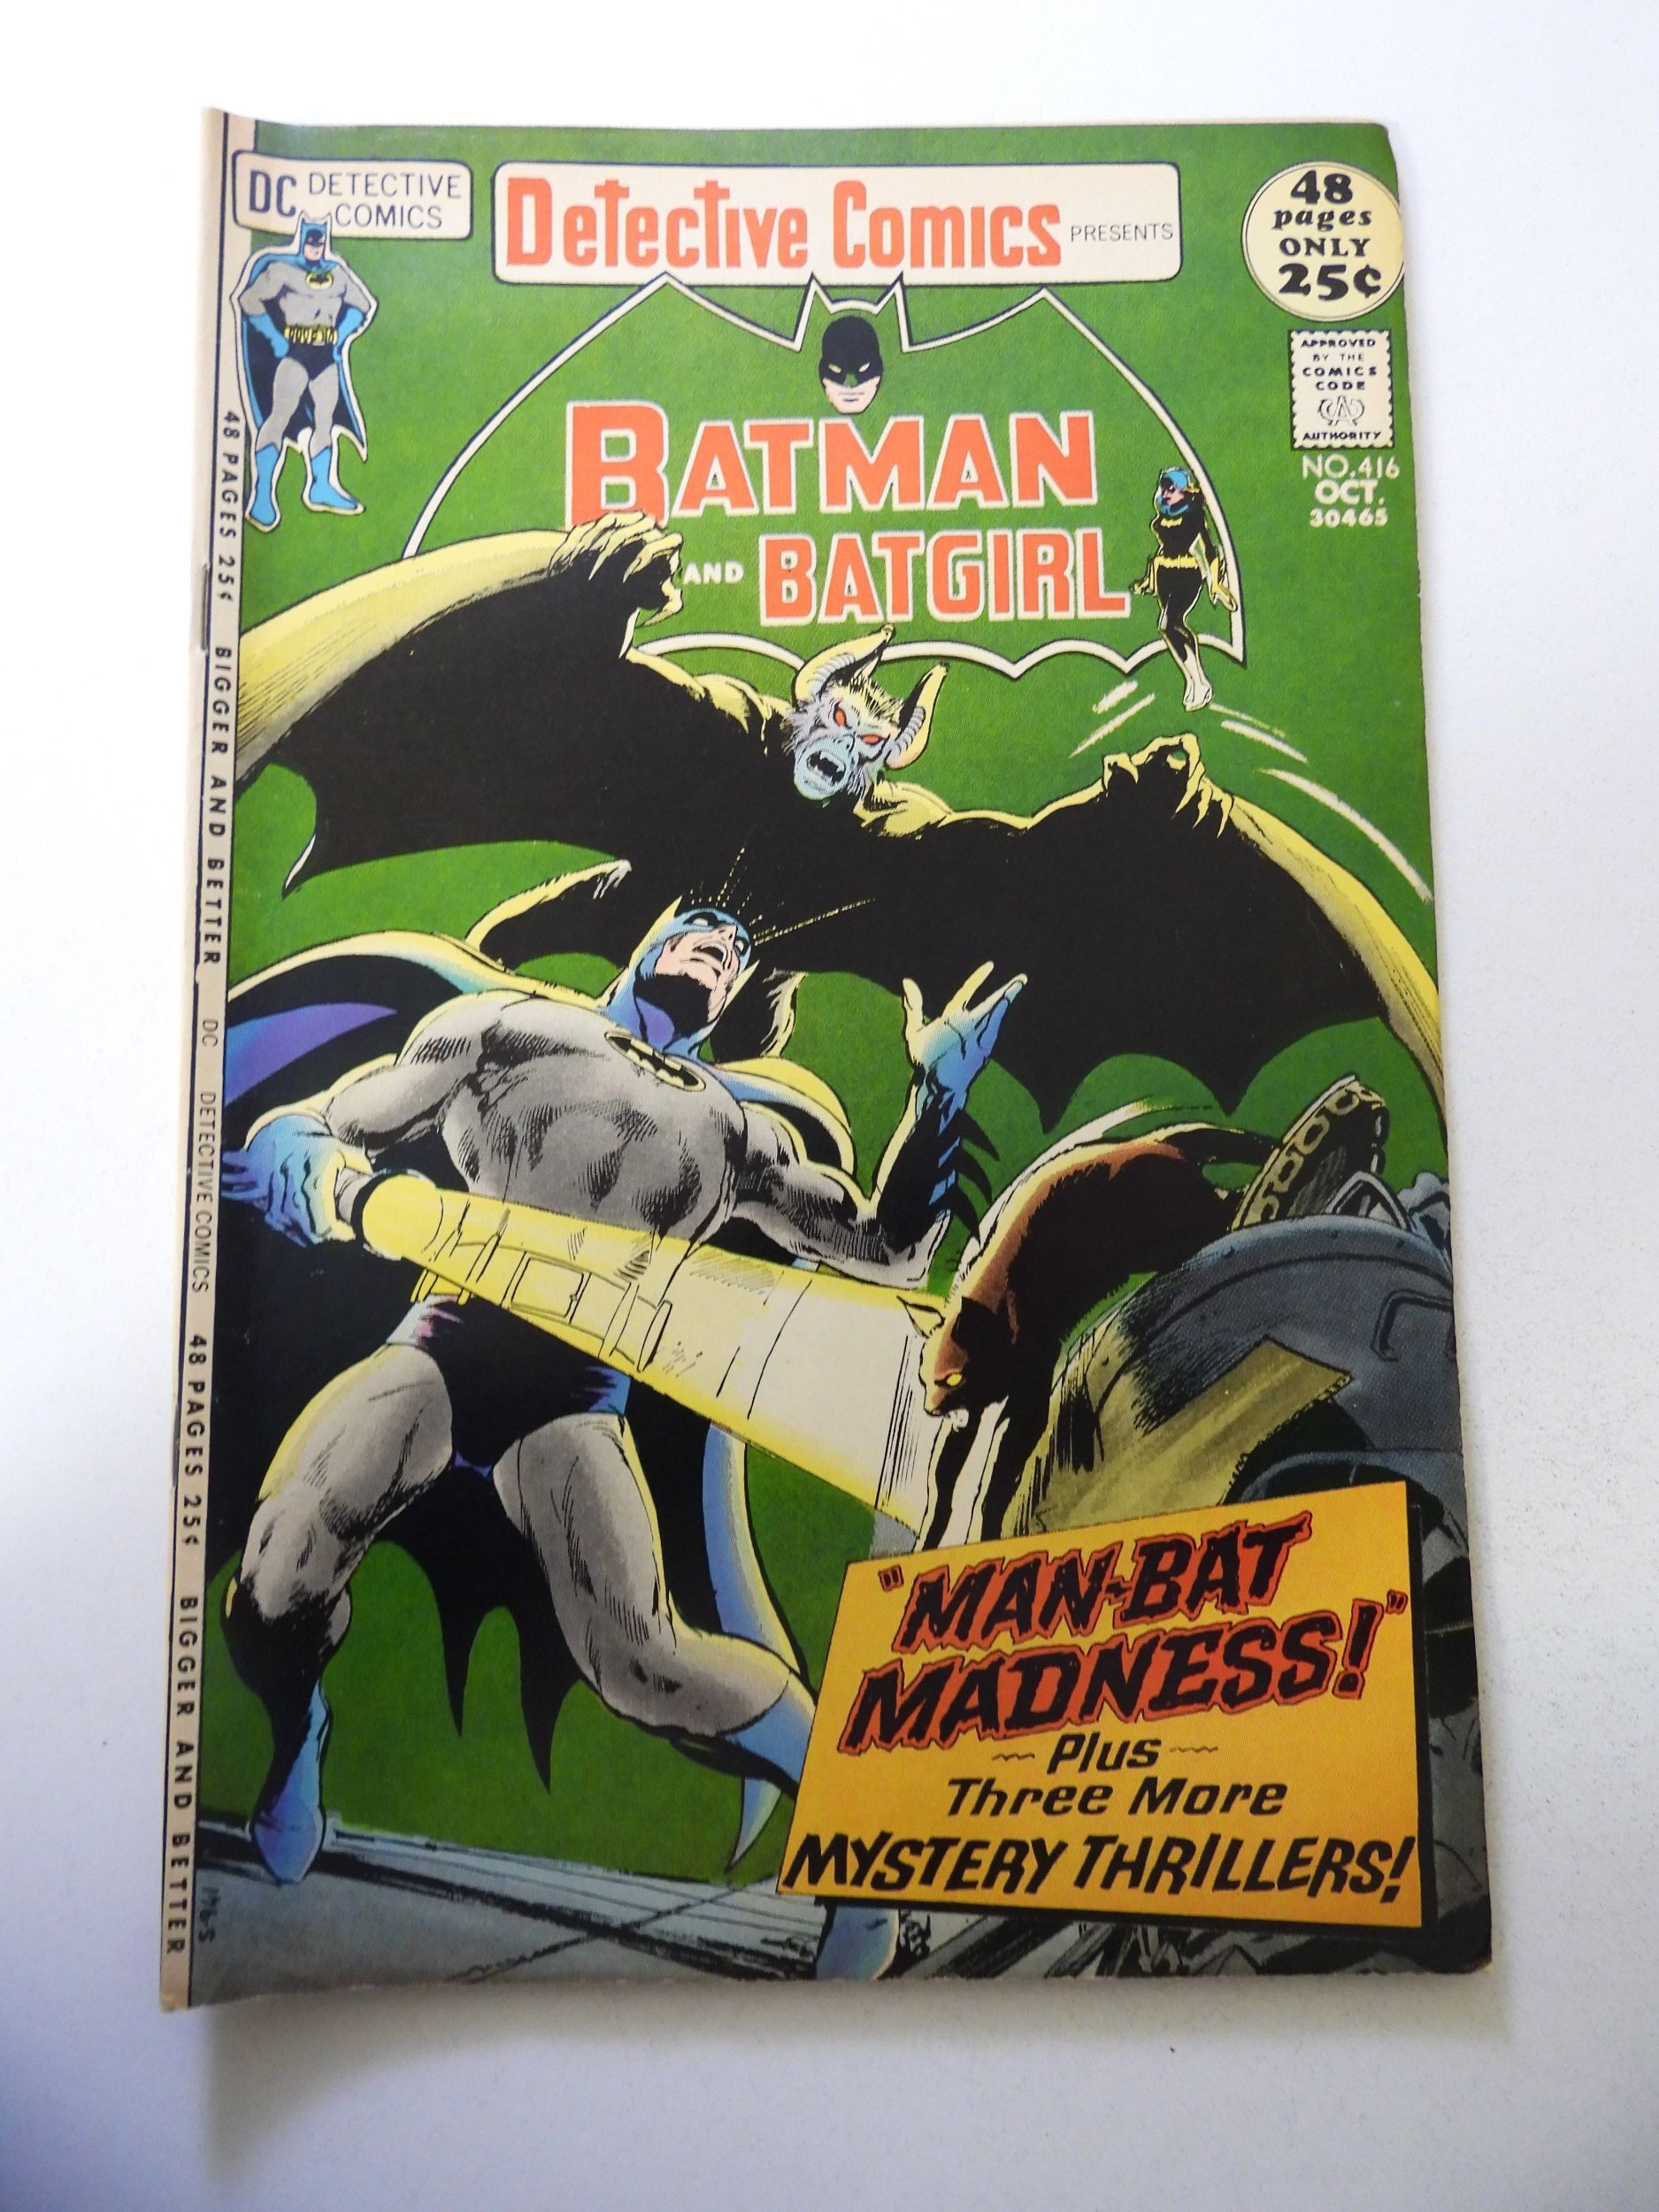 DC DETECTIVE
COMICS
Detective Comics PRESENTS
48
pages
ONLY
25¢
APPROVED
BY THE
COMICS
CODE
CA
AUTHORITY
NO.416
OCT.
30465
BATMAN
AND BATGIRL
48 PAGES 25¢ BIGGER AND BETTER DC DETECTIVE COMICS 48 PAGES 25¢ BIGGER AND BETTER
"MAN-BAT
MADNESS!"
Plus
Three More
MYSTERY THRILLERS!